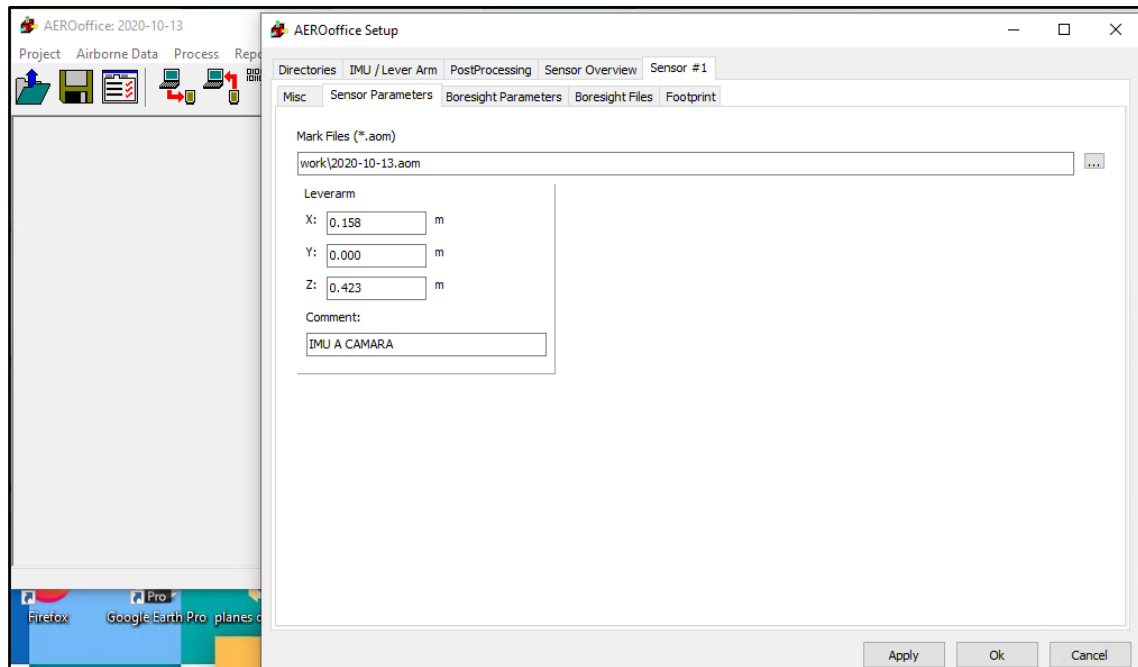 AEROoffice: 2020-10-13
Project Airborne Data Process
AEROoffice Setup
Directories IMU / Lever Arm PostProcessing Sensor Overview Sensor #1
Misc Sensor Parameters Boresight Parameters Boresight Files Footprint
Mark Files (*.aom)
work\2020-10-13.aom
...
Leverarm
X: 0.158 m
Y: 0.000 m
Z: 0.423 m
Comment:
IMU A CAMARA
Pro
Firefox Google Earth Pro planes
Apply Ok Cancel